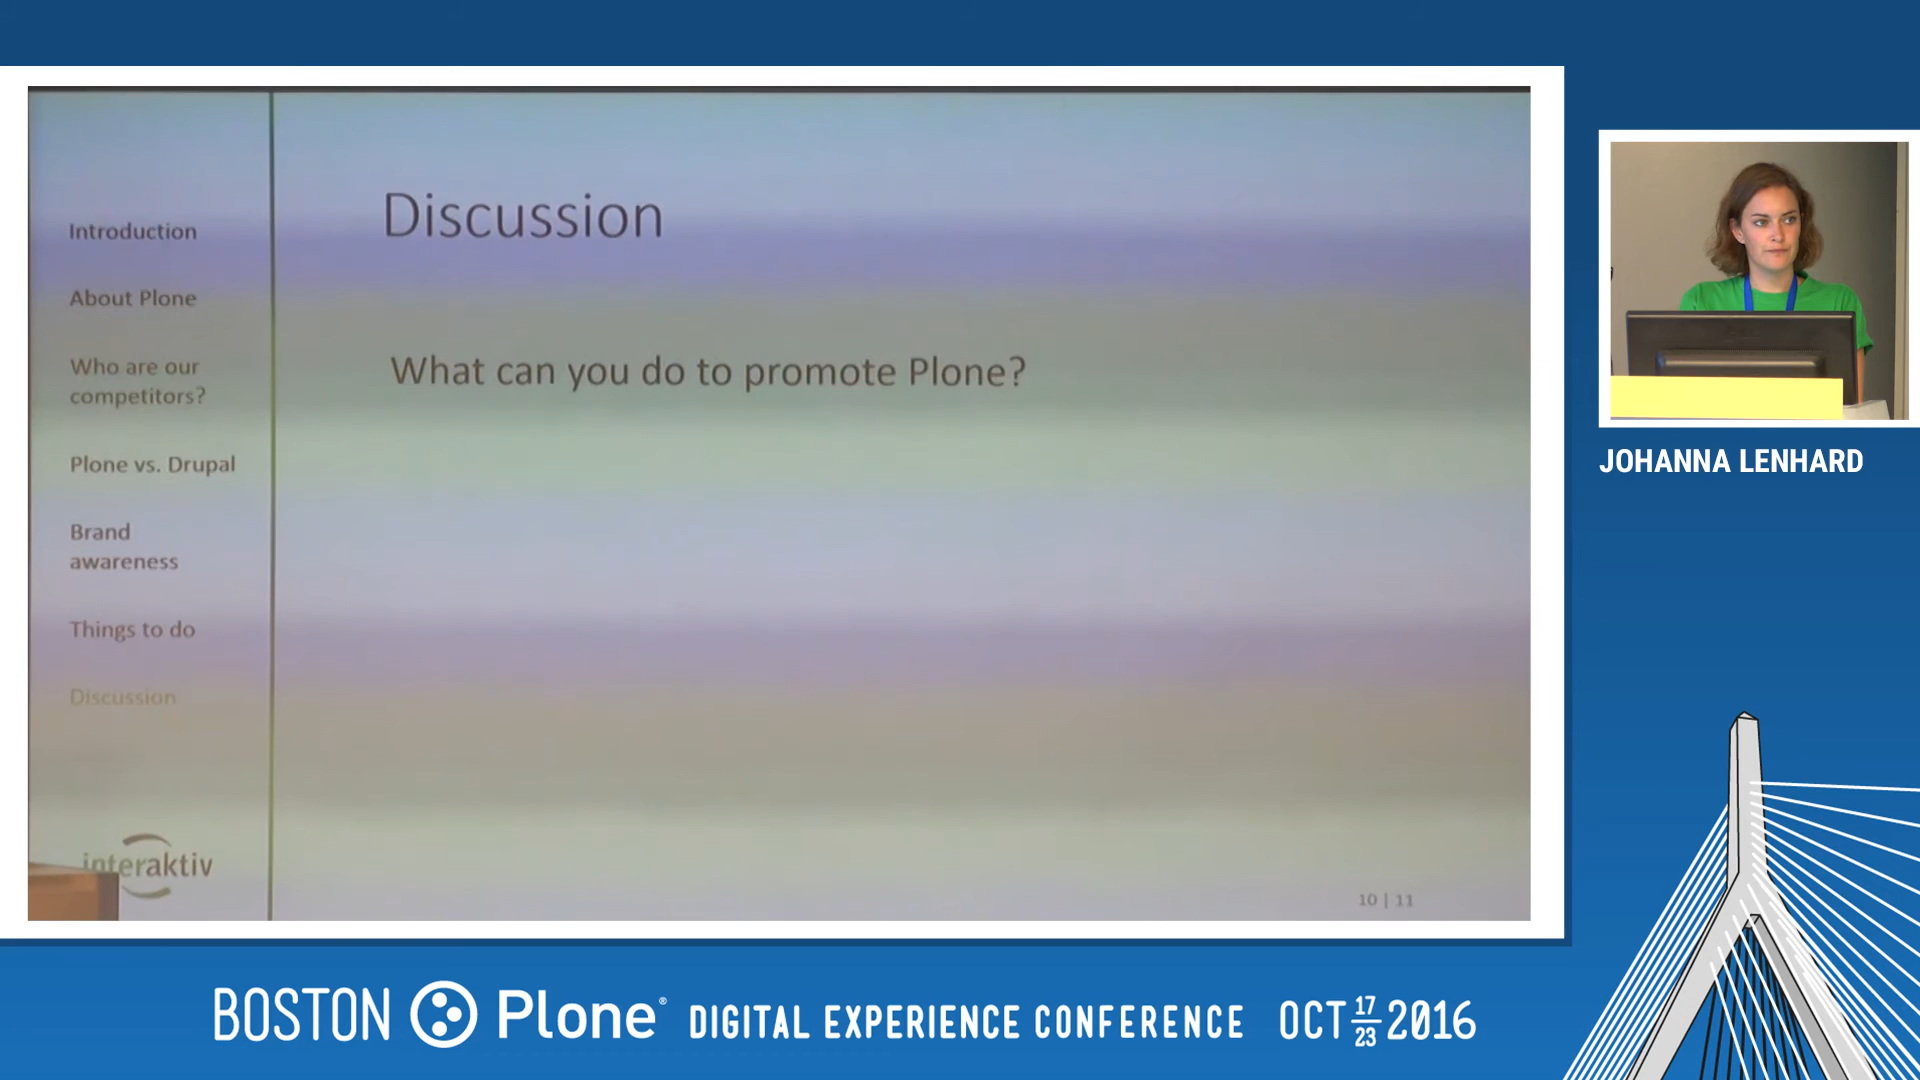 Introduction
About Plone
Who are our
competitors?
Plone vs. Drupal
Brand
awareness
Things to do
Discussion
interaktiv
Discussion
What can you do to promote Plone?
10 | 11
JOHANNA LENHARD
BOSTON Plone® DIGITAL EXPERIENCE CONFERENCE OCT 17 23 2016